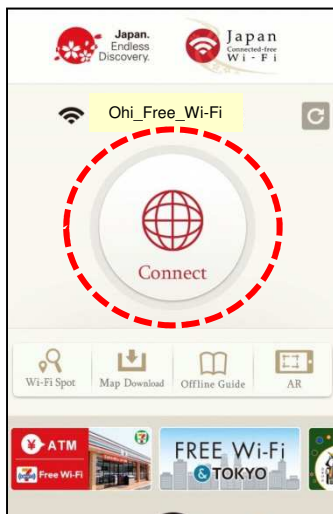 Japan.
Endless
Discovery.
Japan
Connected-free
Wi-Fi
Ohi_Free_Wi-Fi
Connect
Wi-Fi Spot
Map Download
Offline Guide
AR
ATM
Free Wi-Fi
FREE Wi-Fi
& TOKYO